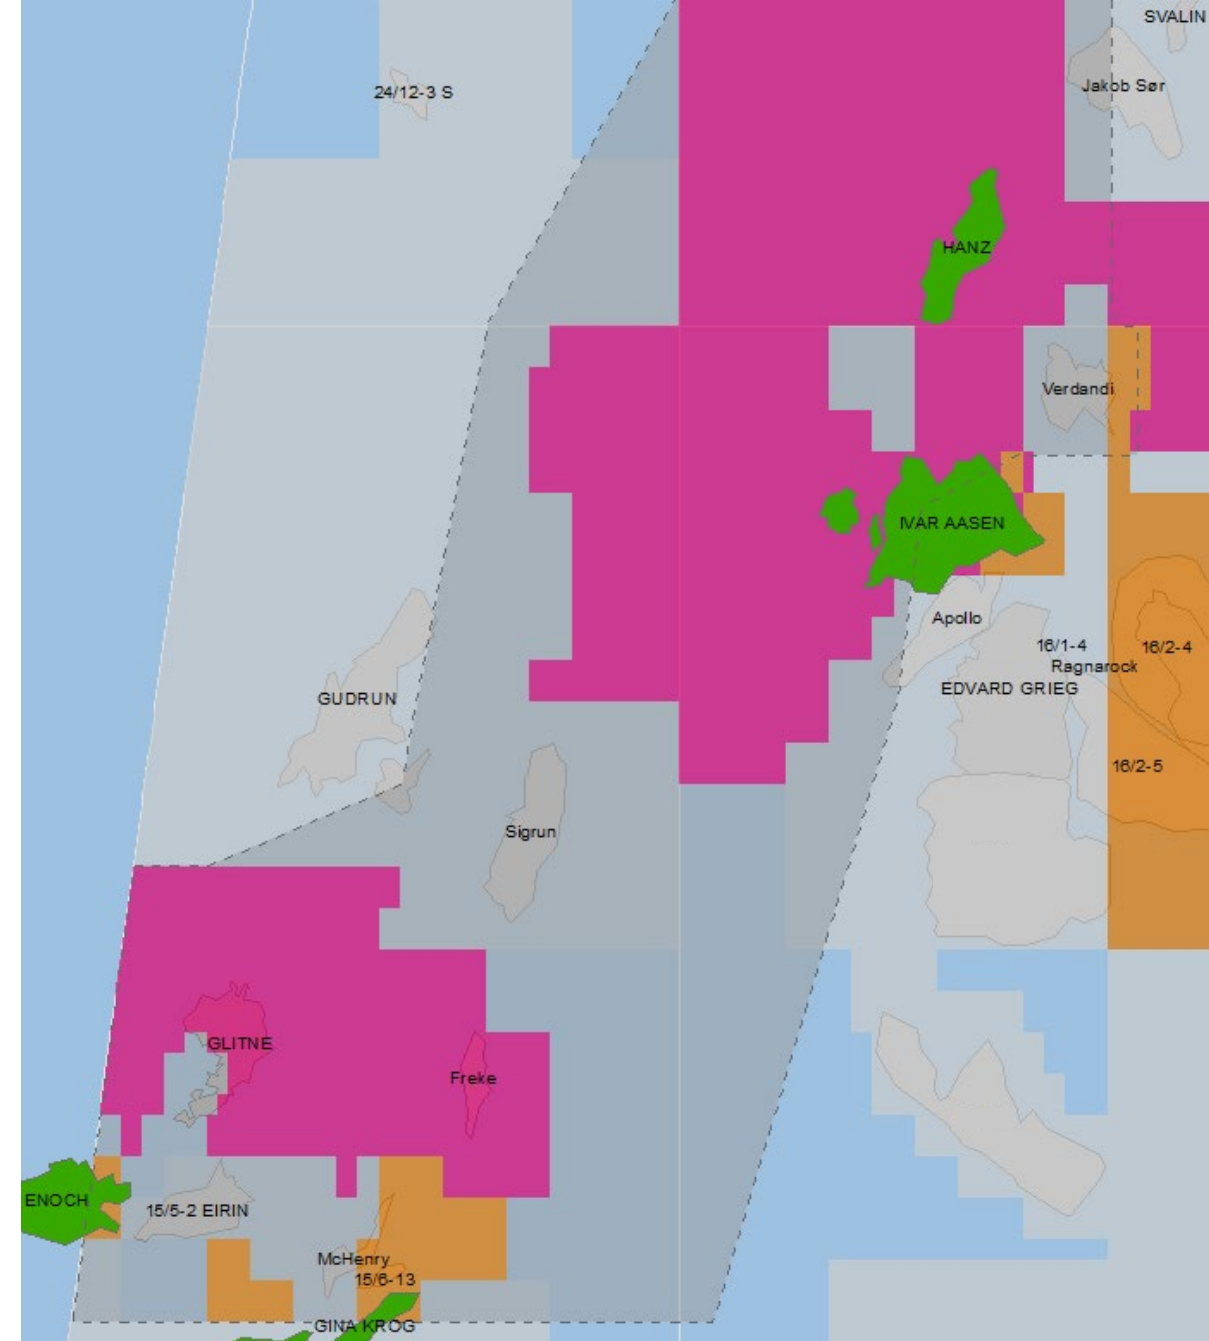 SVALIN
Jakob Sør
24/12-3 S
HANZ
Verdandi
IVAR AASEN
Apollo
16/1-4
16/2-4
Ragnarock
EDVARD GRIEG
GUDRUN
16/2-5
Sigrun
GLITNE
Freke
ENOCH
15/5-2 EIRIN
McHenry
15/6-13
GINA KROG